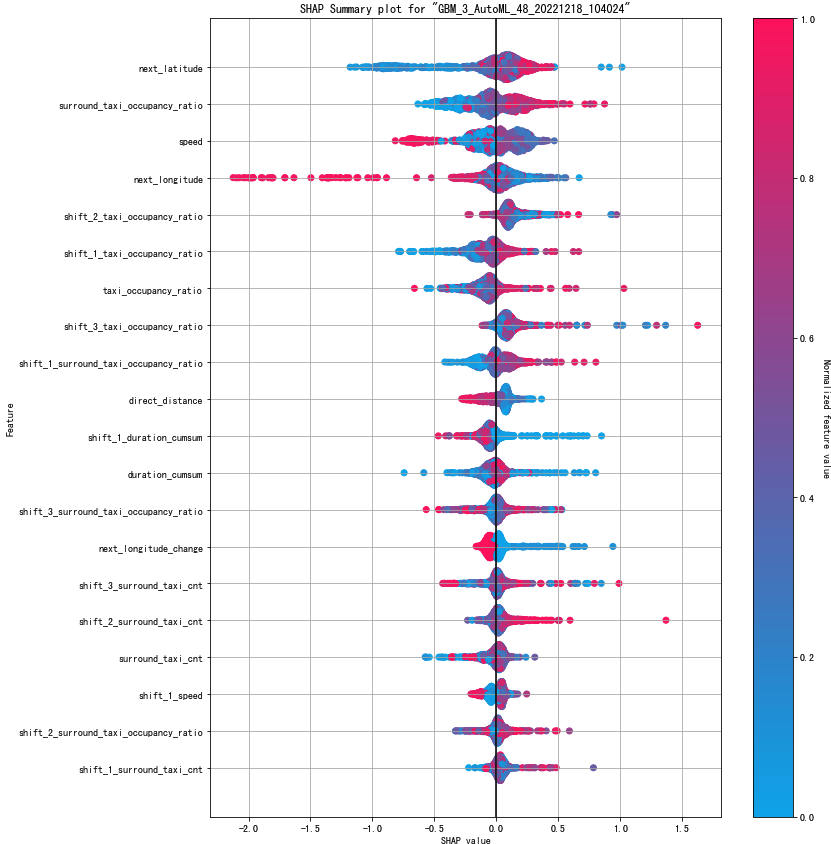 SHAP Summary plot for "GBM_3_AutoML_48_20221218_104024"
next_latitude
surround_taxi_occupancy_ratio
speed
next_longitude
shift_2_taxi_occupancy_ratio
shift_1_taxi_occupancy_ratio
taxi_occupancy_ratio
shift_3_taxi_occupancy_ratio
shift_1_surround_taxi_occupancy_ratio
direct_distance
shift_1_duration_cumsum
duration_cumsum
shift_3_surround_taxi_occupancy_ratio
next_longitude_change
shift_3_surround_taxi_cnt
shift_2_surround_taxi_cnt
surround_taxi_cnt
shift_1_speed
shift_2_surround_taxi_occupancy_ratio
shift_1_surround_taxi_cnt
Feature
-2.0 -1.5 -1.0 -0.5 0.0 0.5 1.0 1.5
SHAP value
1.0
0.8
0.6
0.4
0.2
0.0
Normalized feature value